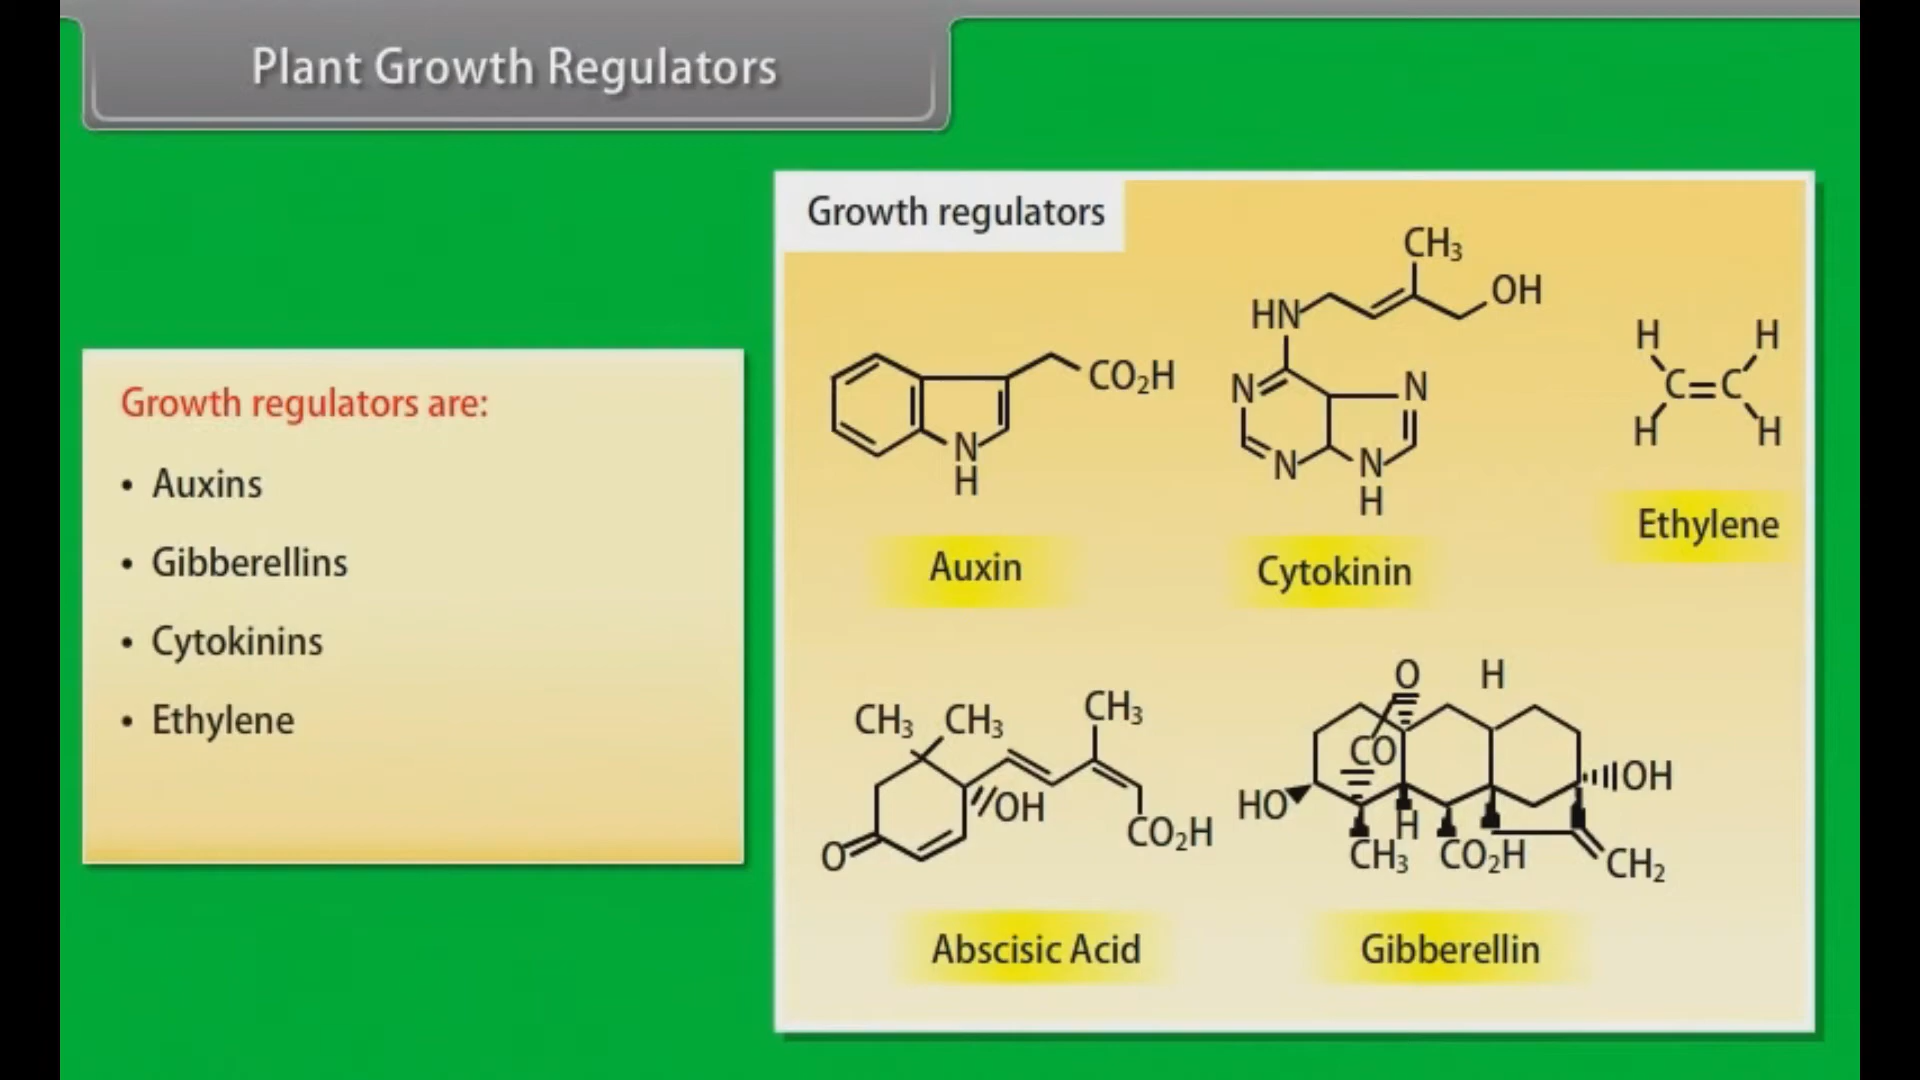 Plant Growth Regulators
Growth regulators are:
• Auxins
• Gibberellins
• Cytokinins
• Ethylene
Growth regulators
CO₂H
N
H
Auxin
CH₃
OH
HN
N
N
N
N
H
Cytokinin
H H
C=C
H H
Ethylene
CH₃ CH₃ CH₃
OH
CO₂H
O
Abscisic Acid
O H
CO
OH
HO
H
CH₃ CO₂H CH₂
Gibberellin